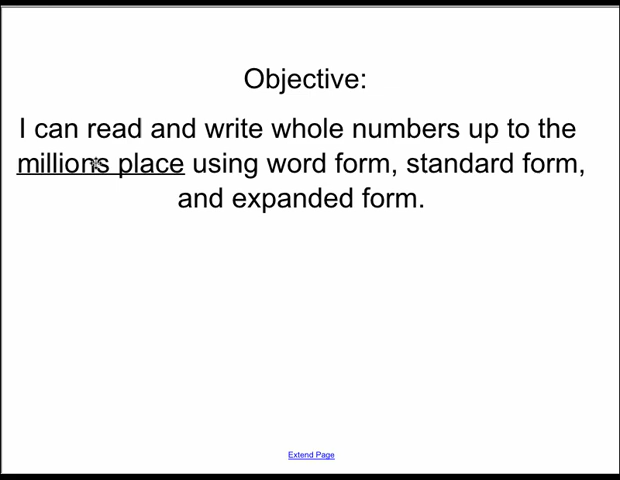 Objective:
I can read and write whole numbers up to the
millions place using word form, standard form,
and expanded form.
Extend Page